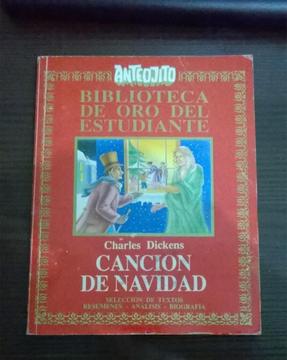 ANTEOJITO
BIBLIOTECA
DE ORO DEL
ESTUDIANTE
Charles Dickens
CANCION
DE NAVIDAD
SELECCION DE TEXTOS
RESUMENES - ANALISIS - BIOGRAFIA